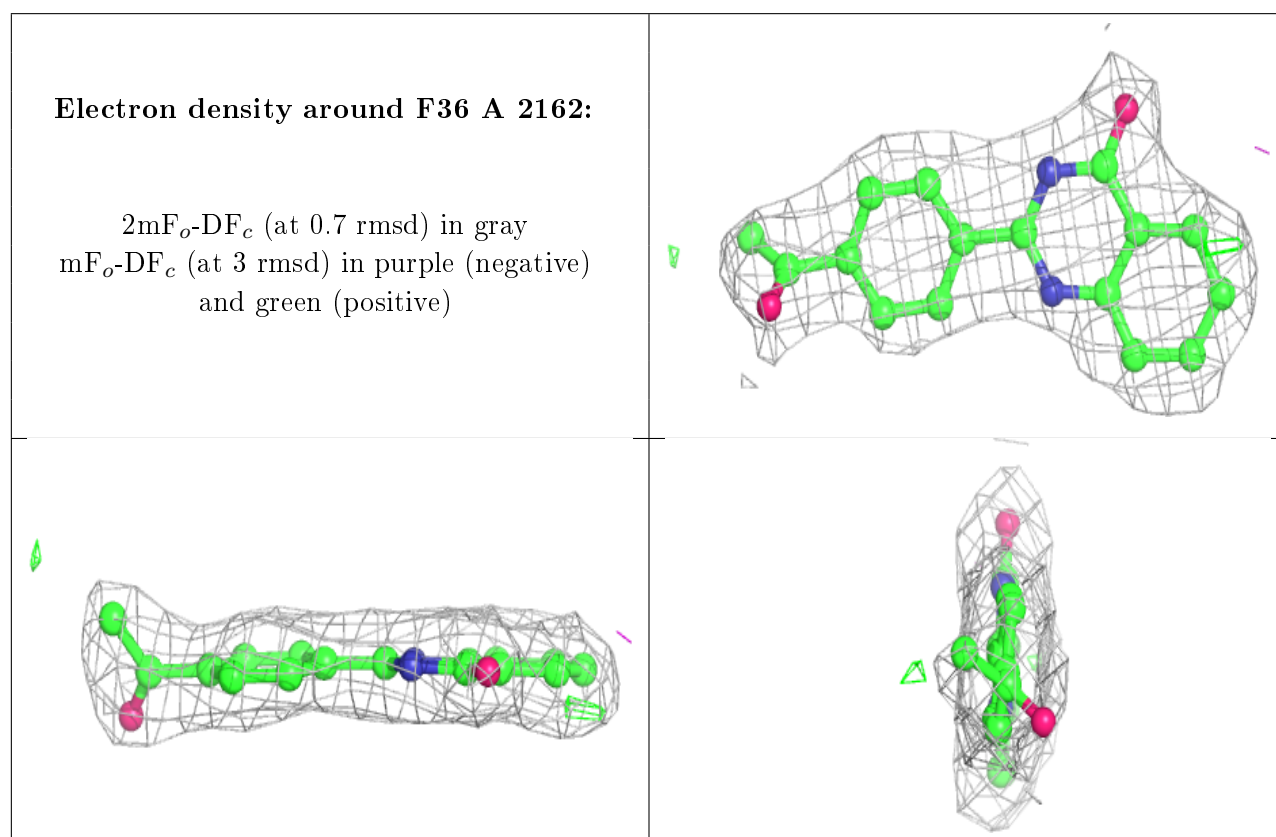 Electron density around F36 A 2162:
2mFo-DFc (at 0.7 rmsd) in gray
mFo-DFc (at 3 rmsd) in purple (negative)
and green (positive)